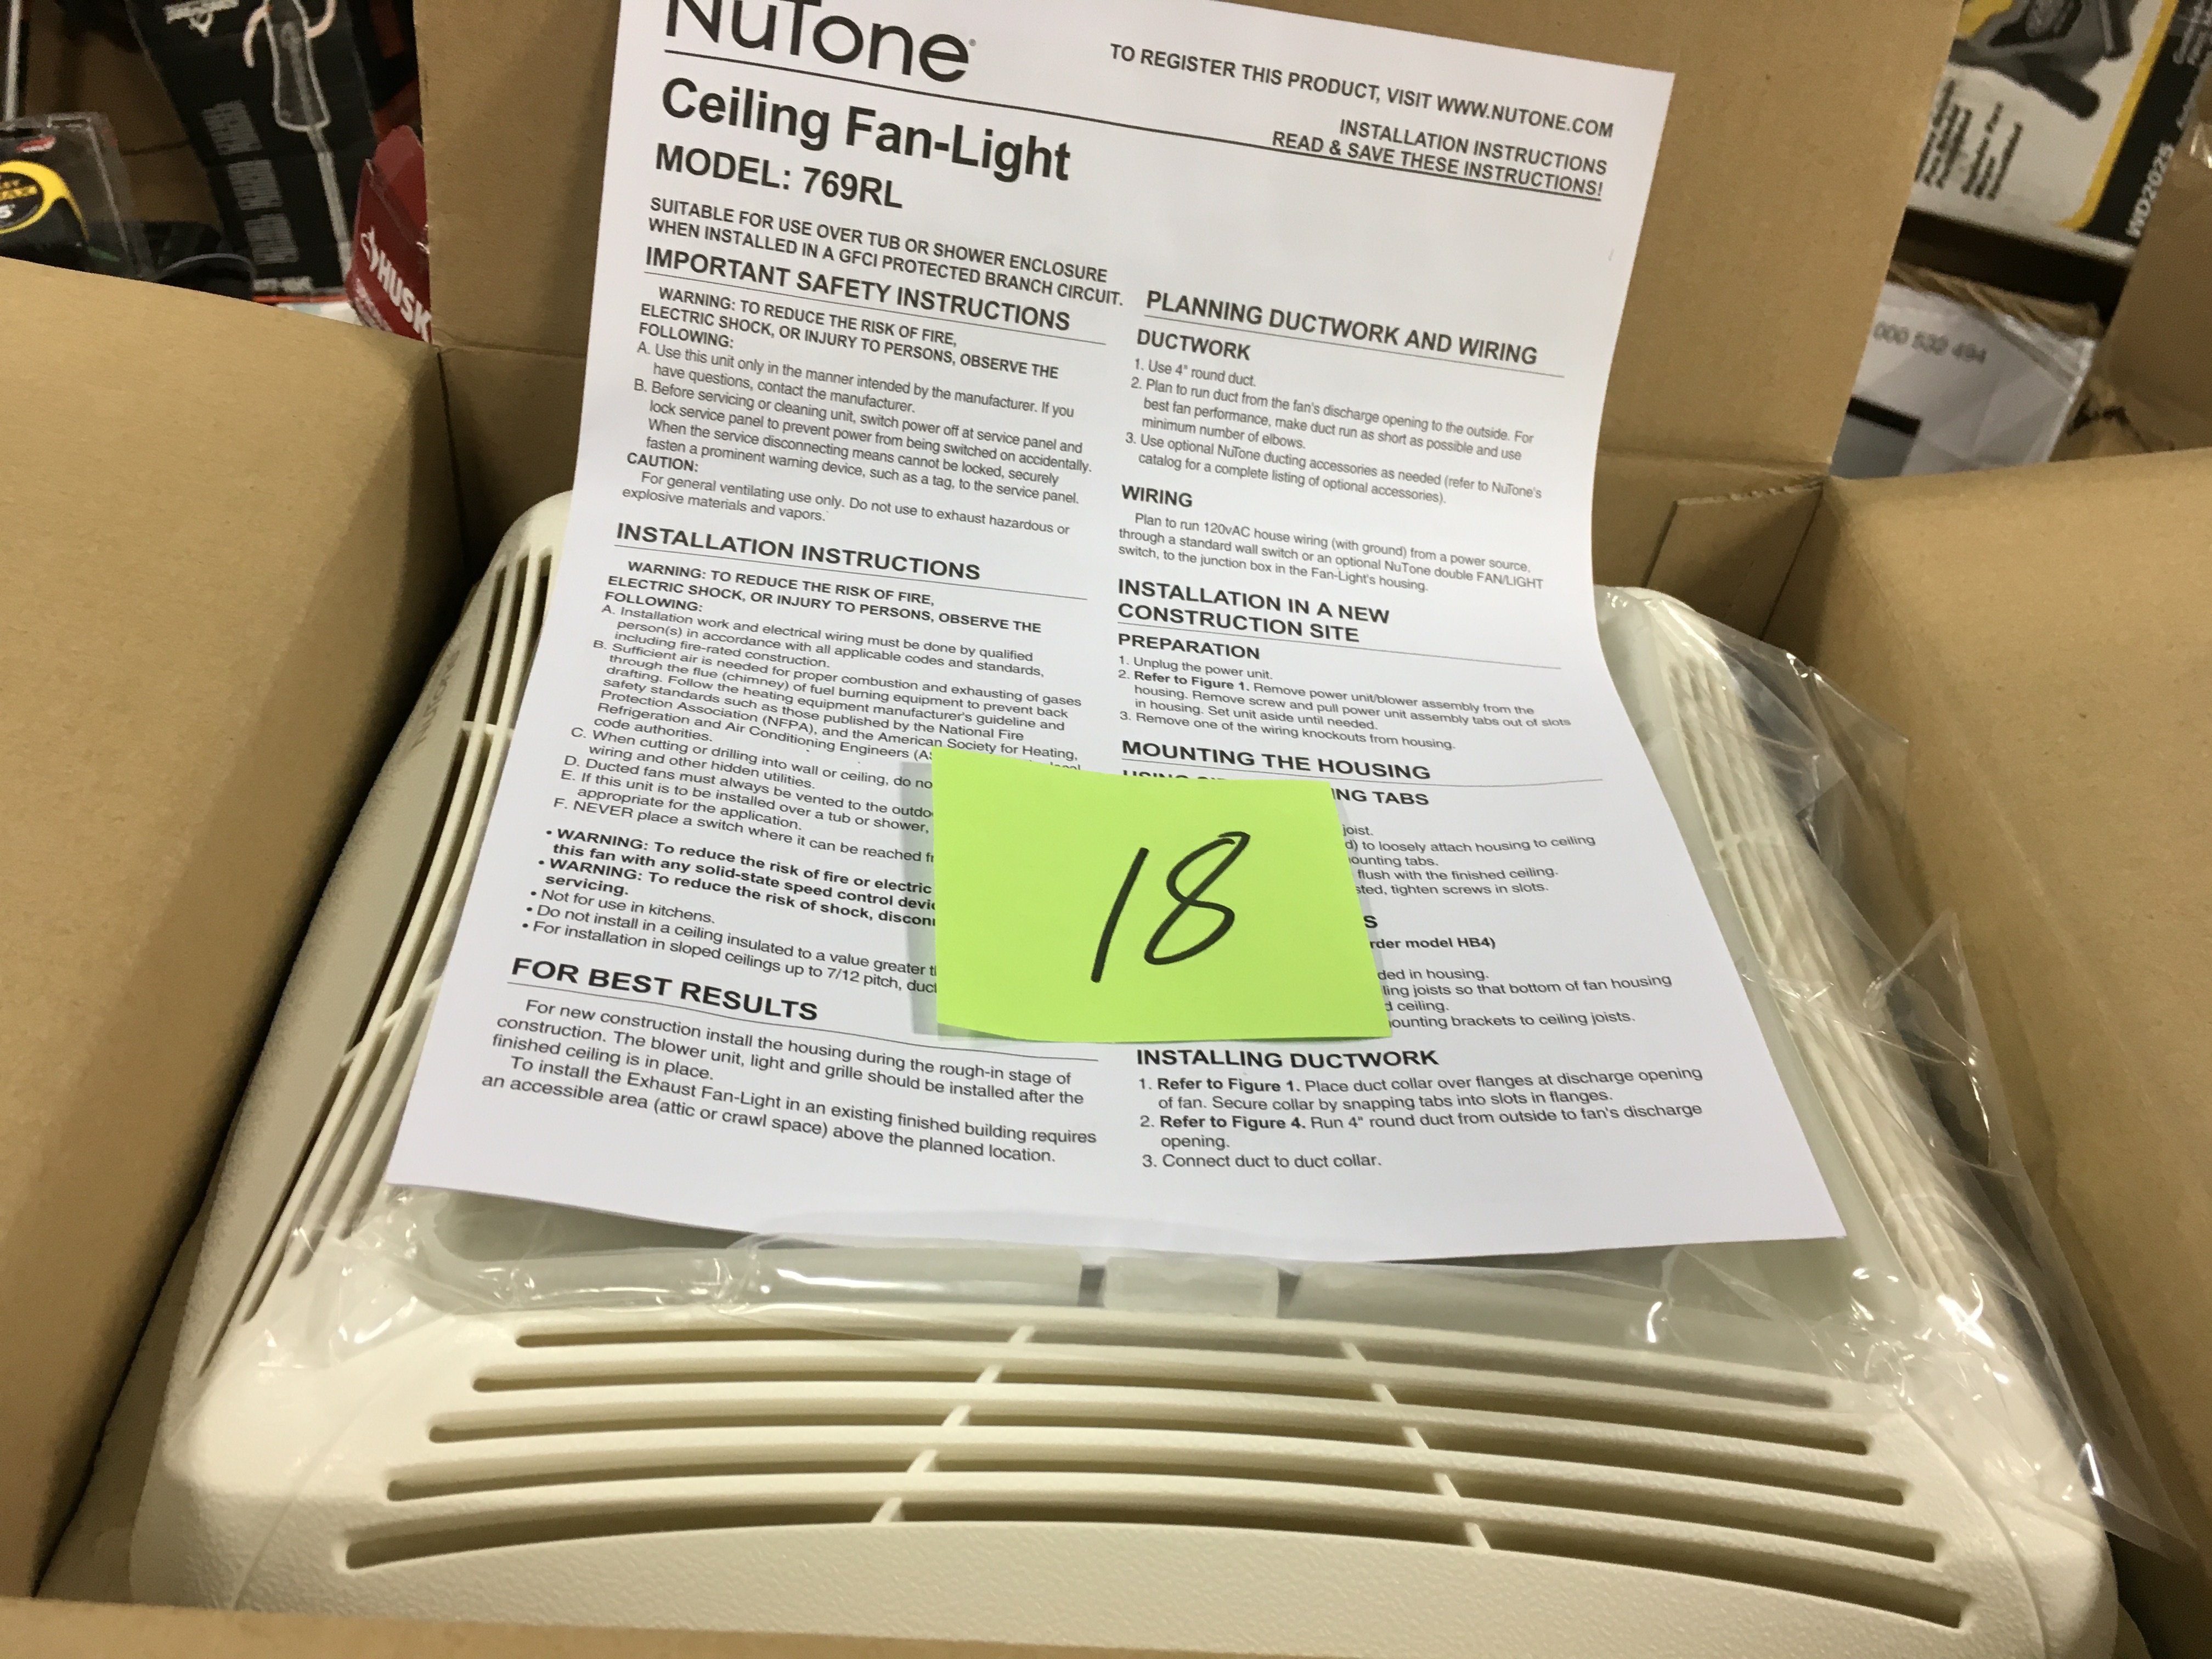 NuTone
TO REGISTER THIS PRODUCT, VISIT WWW.NUTONE.COM
Ceiling Fan-Light
INSTALLATION INSTRUCTIONS
READ & SAVE THESE INSTRUCTIONS!
MODEL: 769RL
SUITABLE FOR USE OVER TUB OR SHOWER ENCLOSURE
WHEN INSTALLED IN A GFCI PROTECTED BRANCH CIRCUIT.
IMPORTANT SAFETY INSTRUCTIONS
WARNING: TO REDUCE THE RISK OF FIRE,
ELECTRIC SHOCK, OR INJURY TO PERSONS, OBSERVE THE
FOLLOWING:
A. Use this unit only in the manner intended by the manufacturer. If you
have questions, contact the manufacturer.
B. Before servicing or cleaning unit, switch power off at service panel and
lock service panel to prevent power from being switched on accidentally.
When the service disconnecting means cannot be locked, securely
fasten a prominent warning device, such as a tag, to the service panel.
CAUTION:
For general ventilating use only. Do not use to exhaust hazardous or
explosive materials and vapors.
INSTALLATION INSTRUCTIONS
WARNING: TO REDUCE THE RISK OF FIRE,
ELECTRIC SHOCK, OR INJURY TO PERSONS, OBSERVE THE
FOLLOWING:
A. Installation work and electrical wiring must be done by qualified
person(s) in accordance with all applicable codes and standards,
including fire-rated construction.
B. Sufficient air is needed for proper combustion and exhausting of gases
through the flue (chimney) of fuel burning equipment to prevent back
drafting. Follow the heating equipment manufacturer's guideline and
safety standards such as those published by the National Fire
Protection Association (NFPA), and the American Society for Heating,
Refrigeration and Air Conditioning Engineers
code authorities.
C. When cutting or drilling into wall or ceiling, do
wiring and other hidden utilities.
D. Ducted fans must always be vented to the
E. If this unit is to be installed over a tub or shower,
appropriate for the application.
F. NEVER place a switch where it can be reached
• WARNING: To reduce the risk of fire or electric
this fan with any solid-state speed control
• WARNING: To reduce the risk of shock,
servicing.
• Not for use in kitchens.
• Do not install in a ceiling insulated to a value greater
• For installation in sloped ceilings up to 7/12 pitch,
FOR BEST RESULTS
For new construction install the housing during the rough-in stage of
construction. The blower unit, light and grille should be installed after the
finished ceiling is in place.
To install the Exhaust Fan-Light in an existing finished building requires
an accessible area (attic or crawl space) above the planned location.
PLANNING DUCTWORK AND WIRING
DUCTWORK
1. Use 4" round duct.
2. Plan to run duct from the fan's discharge opening to the outside. For
best fan performance, make duct run as short as possible and use
minimum number of elbows.
3. Use optional NuTone ducting accessories as needed (refer to NuTone's
catalog for a complete listing of optional accessories).
WIRING
Plan to run 120vAC house wiring (with ground) from a power source,
through a standard wall switch or an optional NuTone double FAN/LIGHT
switch, to the junction box in the Fan-Light's housing.
INSTALLATION IN A NEW
CONSTRUCTION SITE
PREPARATION
1. Unplug the power unit.
2. Refer to Figure 1. Remove power unit/blower assembly from the
housing. Remove screw and pull power unit assembly tabs out of slots
in housing. Set unit aside until needed.
3. Remove one of the wiring knockouts from housing.
MOUNTING THE HOUSING
TABS
joist.
to loosely attach housing to ceiling
tabs.
flush with the finished ceiling.
tighten screws in slots.
model HB4)
in housing.
joists so that bottom of fan housing
ceiling.
brackets to ceiling joists.
INSTALLING DUCTWORK
1. Refer to Figure 1. Place duct collar over flanges at discharge opening
of fan. Secure collar by snapping tabs into slots in flanges.
2. Refer to Figure 4. Run 4" round duct from outside to fan's discharge
opening.
3. Connect duct to duct collar.
18
HUSK
WD2025
000 532 494